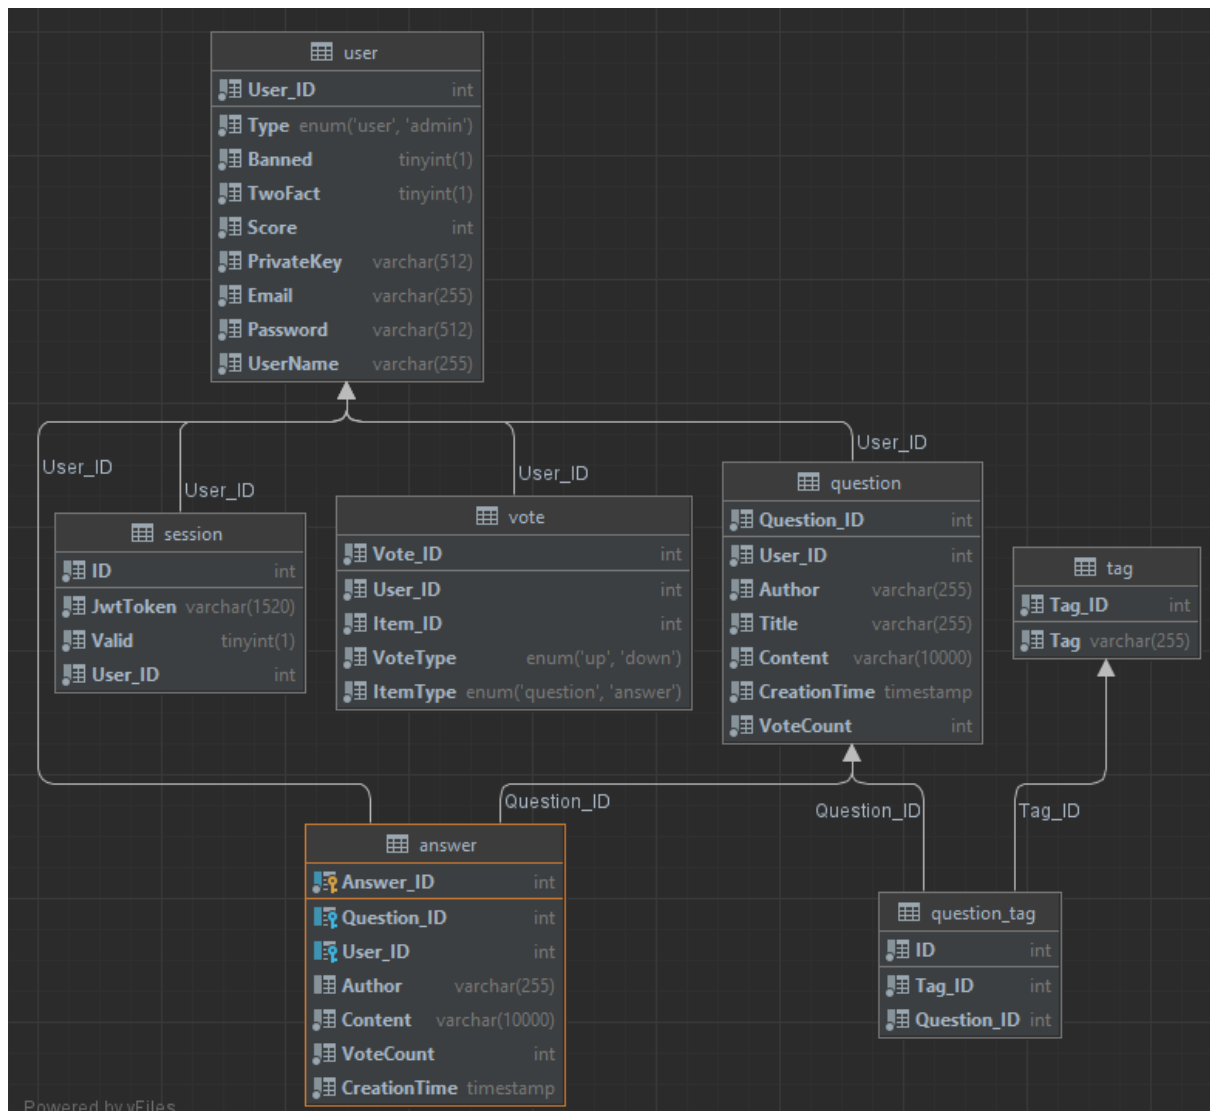 user
User_ID int
Type enum('user', 'admin')
Banned tinyint(1)
TwoFact tinyint(1)
Score int
PrivateKey varchar(512)
Email varchar(255)
Password varchar(512)
UserName varchar(255)
User_ID
User_ID
User_ID
User_ID
session
ID int
JwtToken varchar(1520)
Valid tinyint(1)
User_ID int
vote
Vote_ID int
User_ID int
Item_ID int
VoteType enum('up', 'down')
ItemType enum('question', 'answer')
question
Question_ID int
User_ID int
Author varchar(255)
Title varchar(255)
Content varchar(10000)
CreationTime timestamp
VoteCount int
tag
Tag_ID int
Tag varchar(255)
Question_ID
Question_ID
Tag_ID
answer
Answer_ID int
Question_ID int
User_ID int
Author varchar(255)
Content varchar(10000)
VoteCount int
CreationTime timestamp
question_tag
ID int
Tag_ID int
Question_ID int
Powered by yFiles